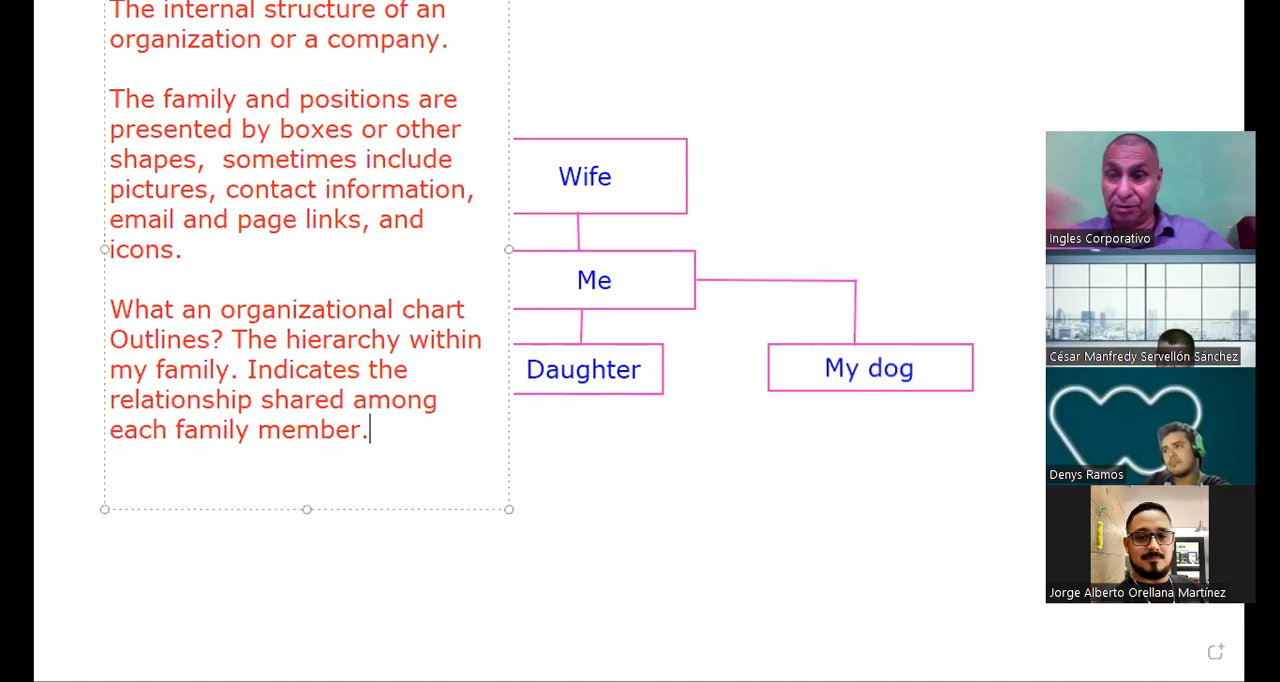 The internal structure of an
organization or a company.
The family and positions are
presented by boxes or other
shapes,  sometimes include
pictures, contact information,
email and page links, and
icons.
What an organizational chart
Outlines? The hierarchy within
my family. Indicates the
relationship shared among
each family member.
Wife
Me
Daughter
My dog
Ingles Corporativo
César Manfredy Servellón Sánchez
Denys Ramos
Jorge Alberto Orellana Martínez